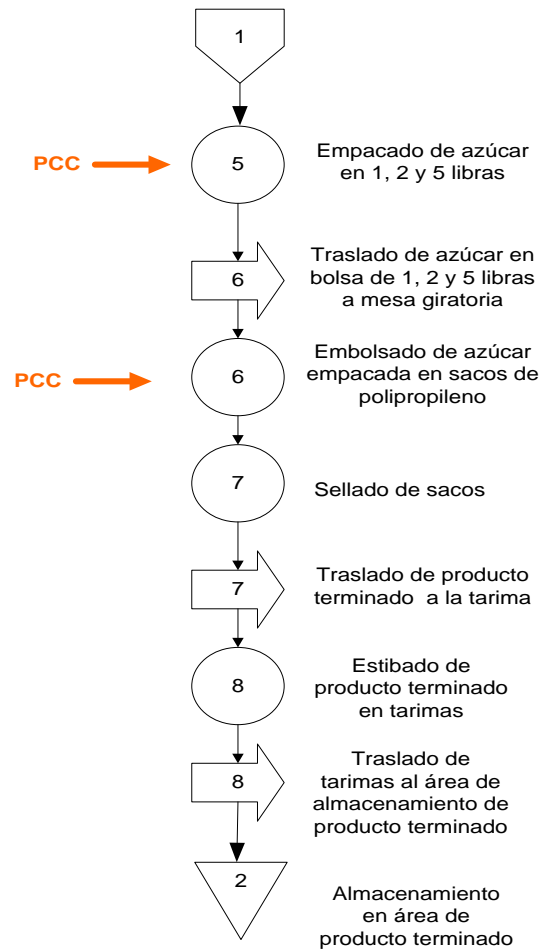 1
PCC
5
Empacado de azúcar
en 1, 2 y 5 libras
6
Traslado de azúcar en
bolsa de 1, 2 y 5 libras
a mesa giratoria
PCC
6
Embolsado de azúcar
empacada en sacos de
polipropileno
7
Sellado de sacos
7
Traslado de producto
terminado a la tarima
8
Estibado de
producto terminado
en tarimas
8
Traslado de
tarimas al área de
almacenamiento de
producto terminado
2
Almacenamiento
en área de
producto terminado